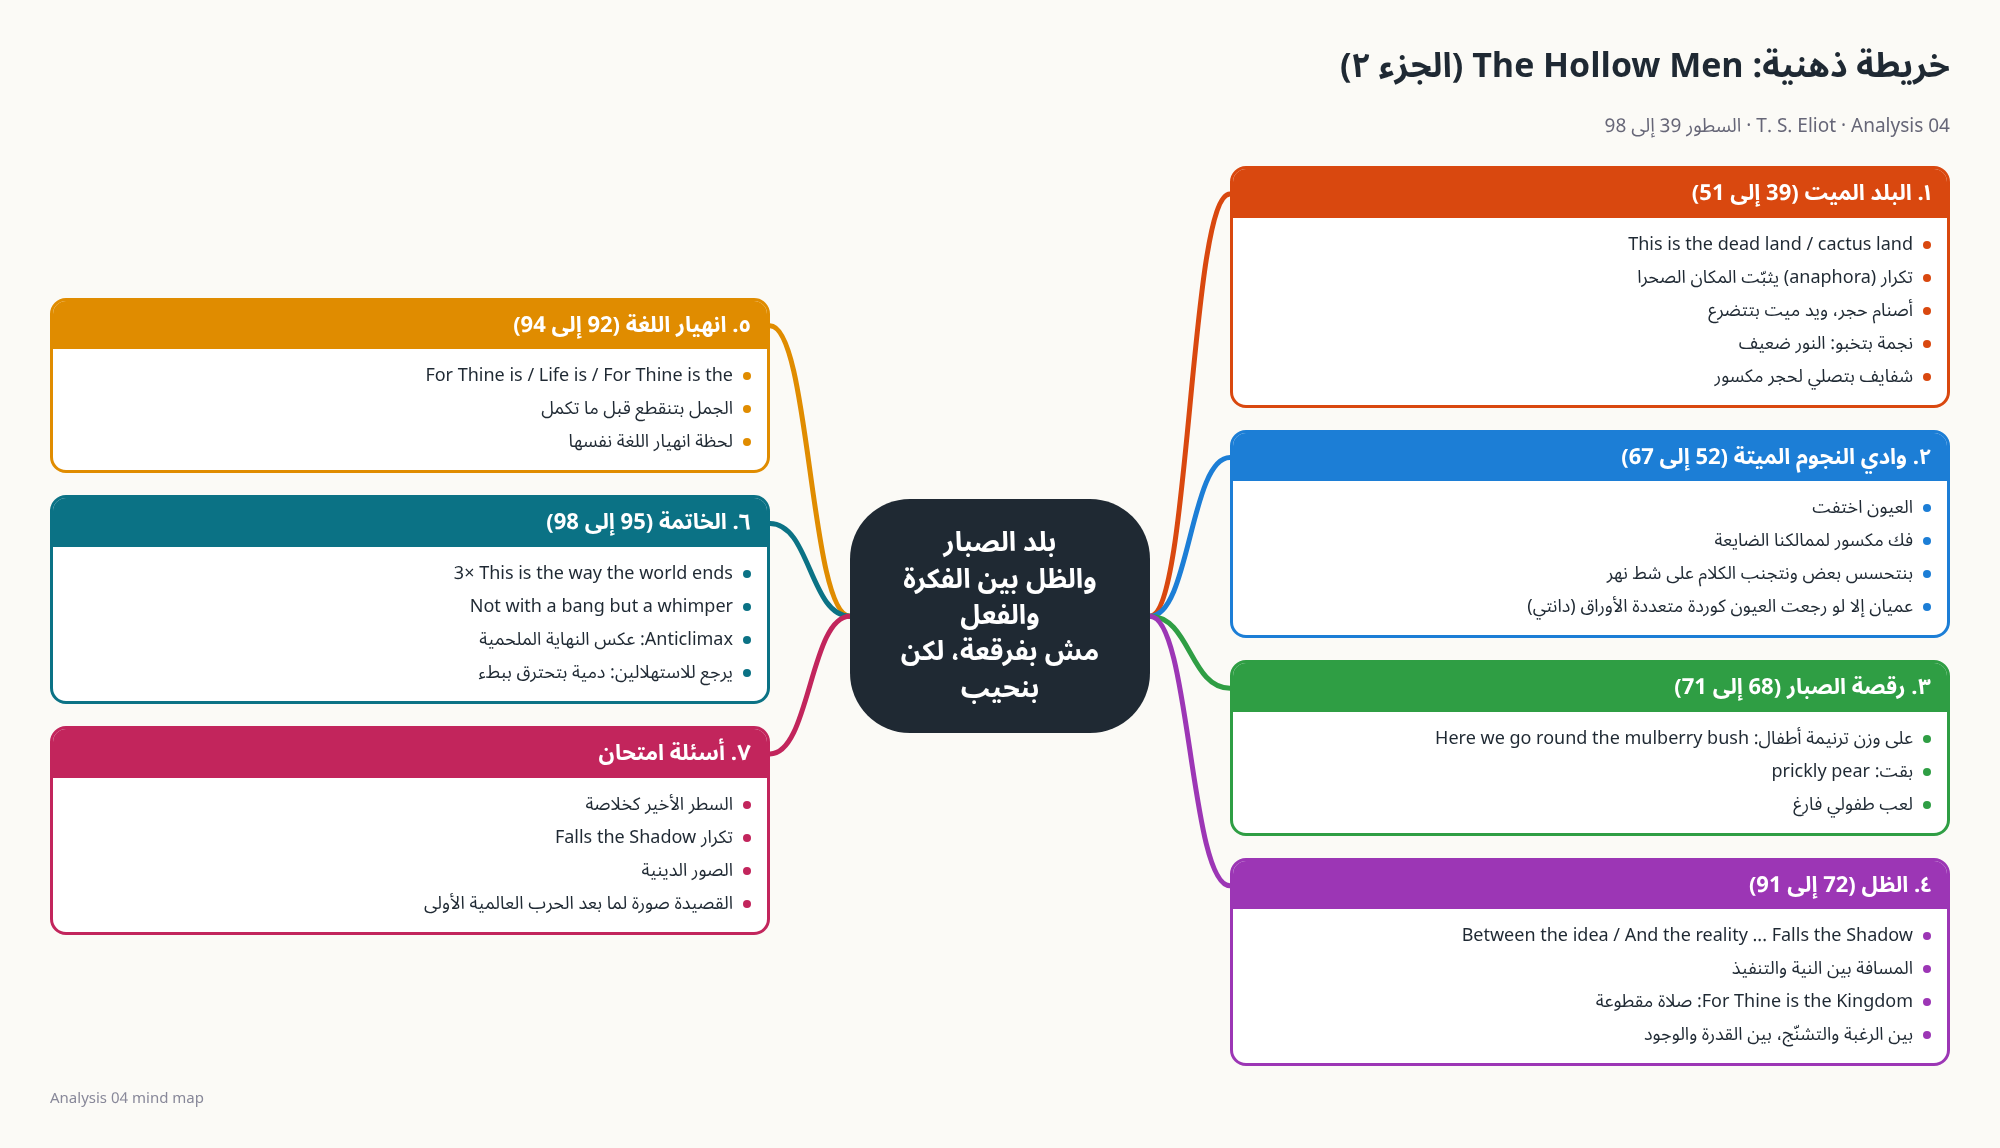 خريطة ذهنية: The Hollow Men (الجزء ٢)
T. S. Eliot · Analysis 04 · السطور 39 إلى 98
١. البلد الميت (39 إلى 51)
This is the dead land / cactus land
تكرار (anaphora) يثبّت المكان الصحرا
أصنام حجر، ويد ميت بتتضرع
نجمة بتخبو: النور ضعيف
شفايف بتصلي لحجر مكسور
٢. وادي النجوم الميتة (52 إلى 67)
العيون اختفت
فك مكسور لممالكنا الضايعة
بنتحسس بعض ونتجنب الكلام على شط نهر
عميان إلا لو رجعت العيون كوردة متعددة الأوراق (دانتي)
٣. رقصة الصبار (68 إلى 71)
على وزن ترنيمة أطفال: Here we go round the mulberry bush
بقت: prickly pear
لعب طفولي فارغ
٤. الظل (72 إلى 91)
Between the idea / And the reality ... Falls the Shadow
المسافة بين النية والتنفيذ
For Thine is the Kingdom: صلاة مقطوعة
بين الرغبة والتشنّج، بين القدرة والوجود
بلد الصبار
والظل بين الفكرة
والفعل
مش بفرقعة، لكن
بنحيب
٥. انهيار اللغة (92 إلى 94)
For Thine is / Life is / For Thine is the
الجمل بتنقطع قبل ما تكمل
لحظة انهيار اللغة نفسها
٦. الخاتمة (95 إلى 98)
3× This is the way the world ends
Not with a bang but a whimper
Anticlimax: عكس النهاية الملحمية
يرجع للاستهلالين: دمية بتحترق ببطء
٧. أسئلة امتحان
السطر الأخير كخلاصة
تكرار Falls the Shadow
الصور الدينية
القصيدة صورة لما بعد الحرب العالمية الأولى
Analysis 04 mind map